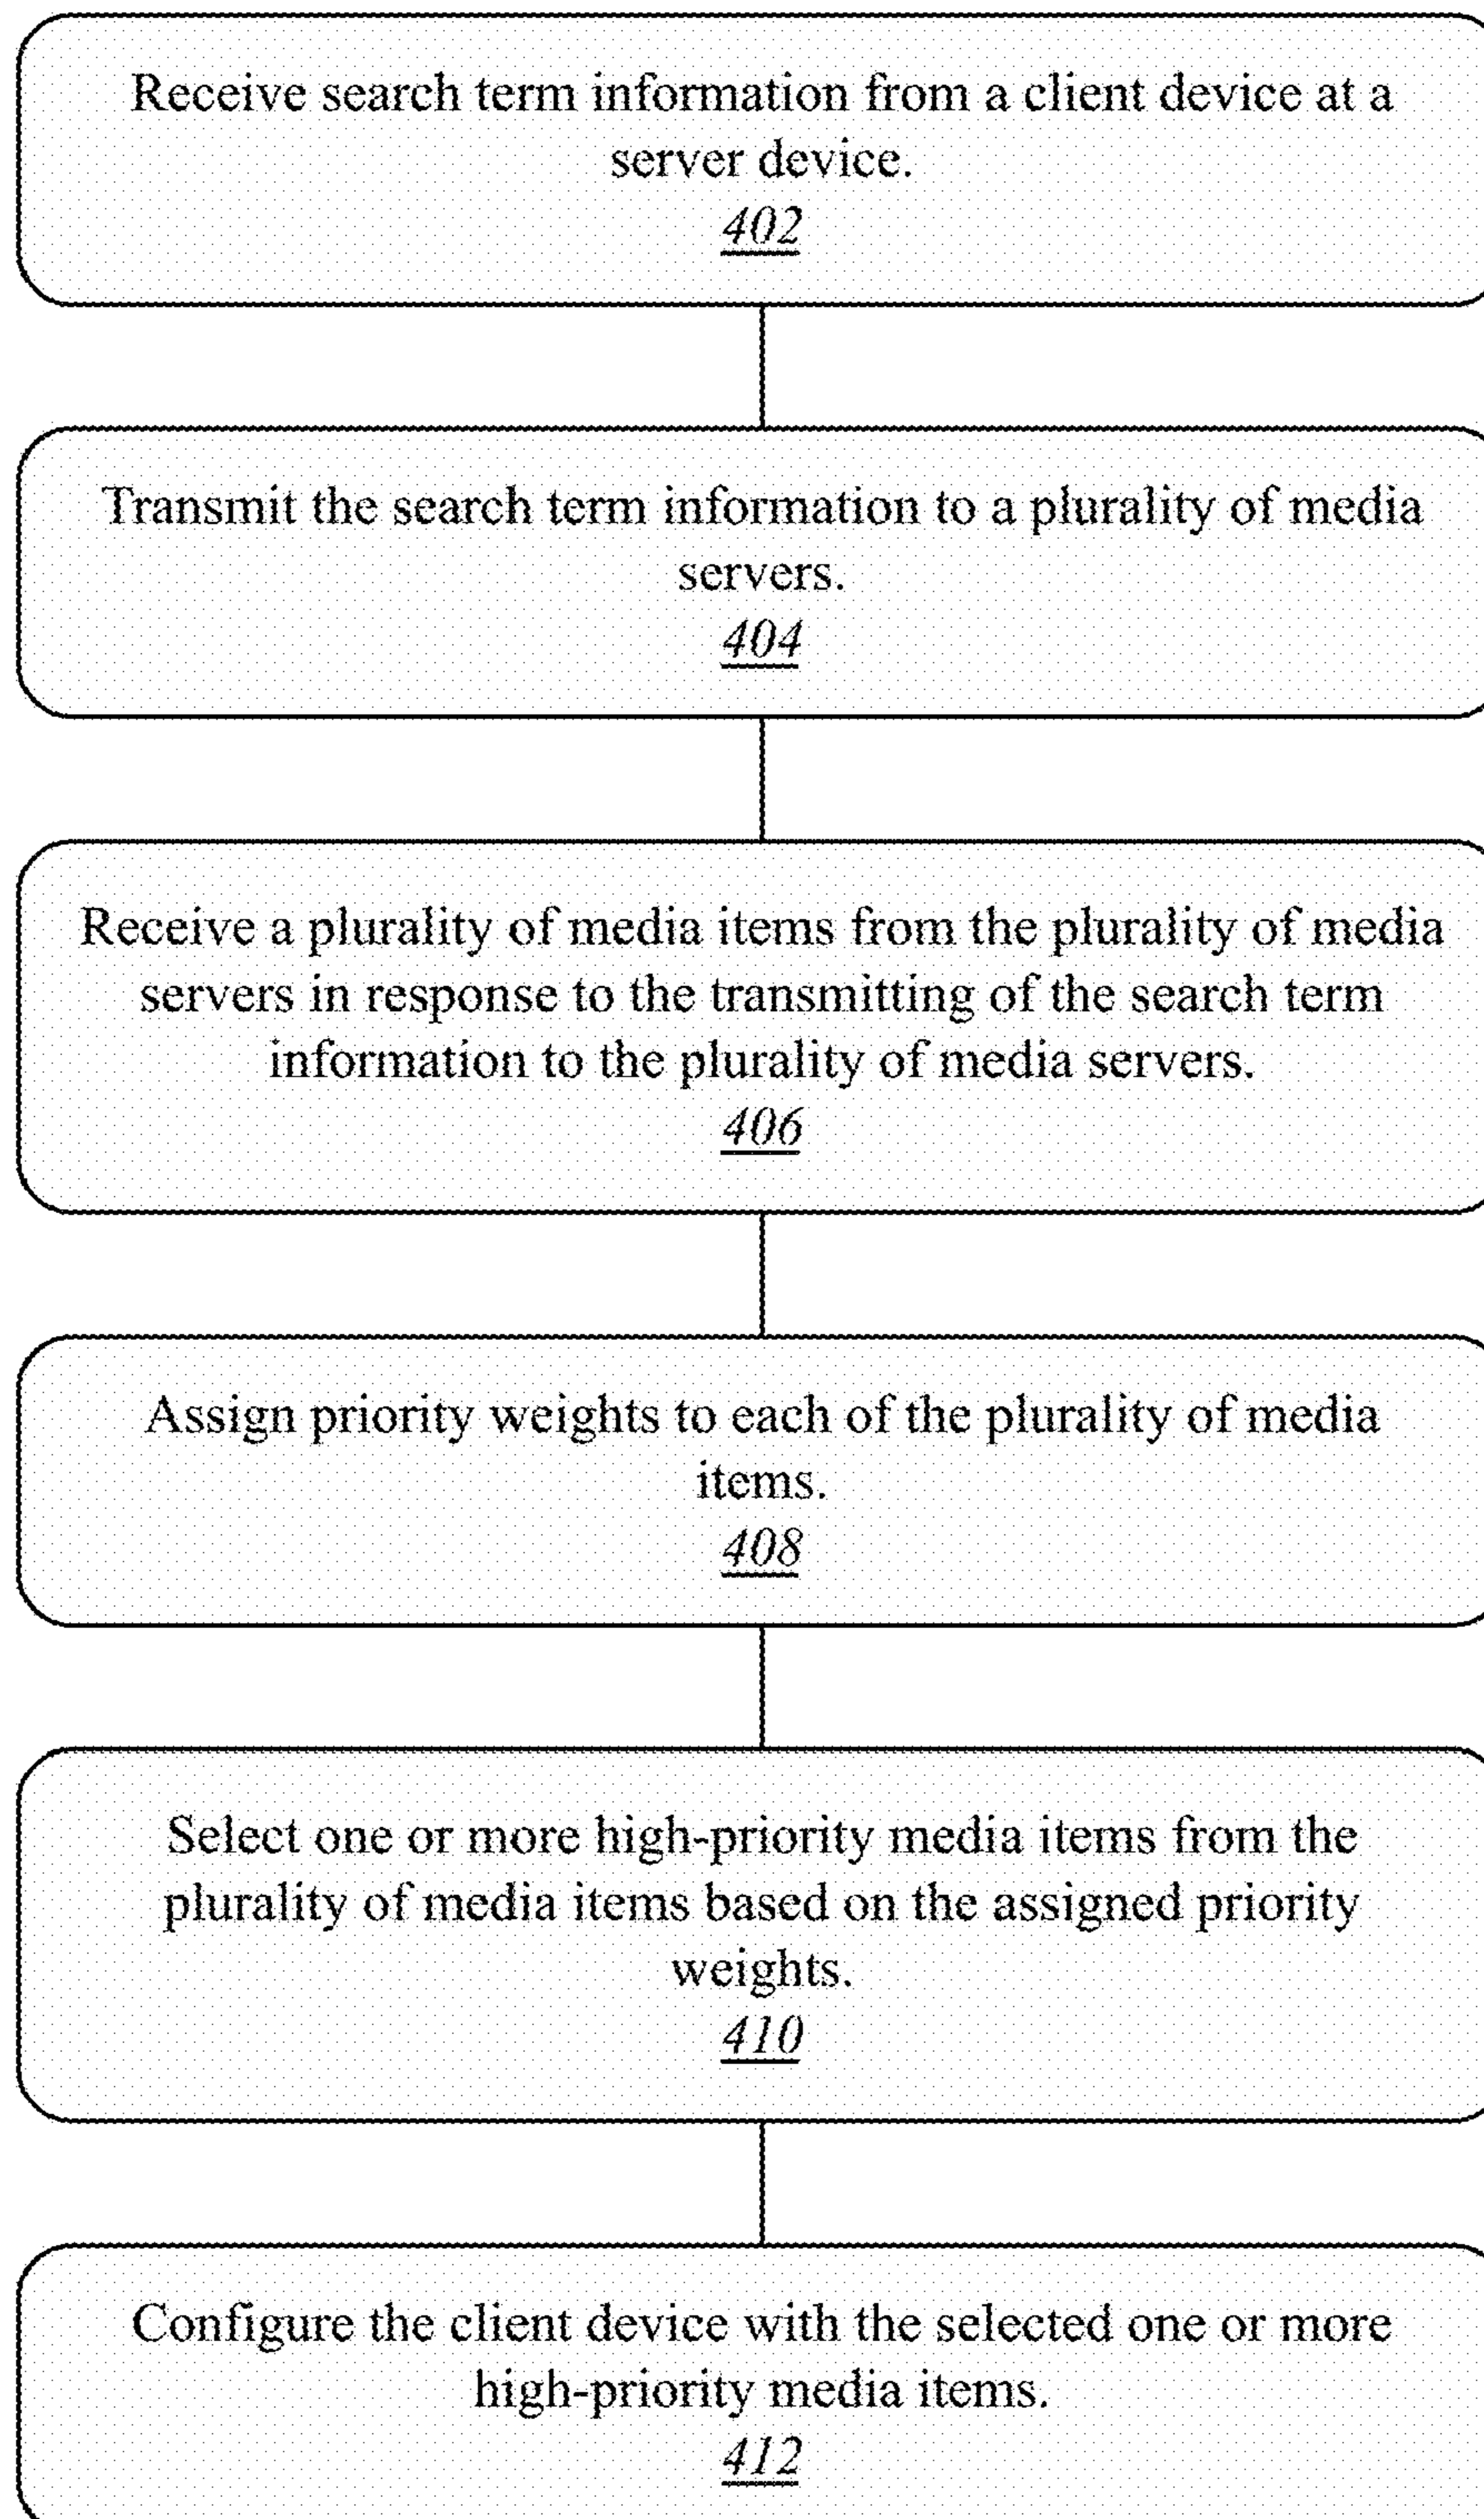 Receive search term information from a client device at a
server device.
402
Transmit the search term information to a plurality of media
servers.
404
Receive a plurality of media items from the plurality of media
servers in response to the transmitting of the search term
information to the plurality of media servers.
406
Assign priority weights to each of the plurality of media
items.
408
Select one or more high-priority media items from the
plurality of media items based on the assigned priority
weights.
410
Configure the client device with the selected one or more
high-priority media items.
412